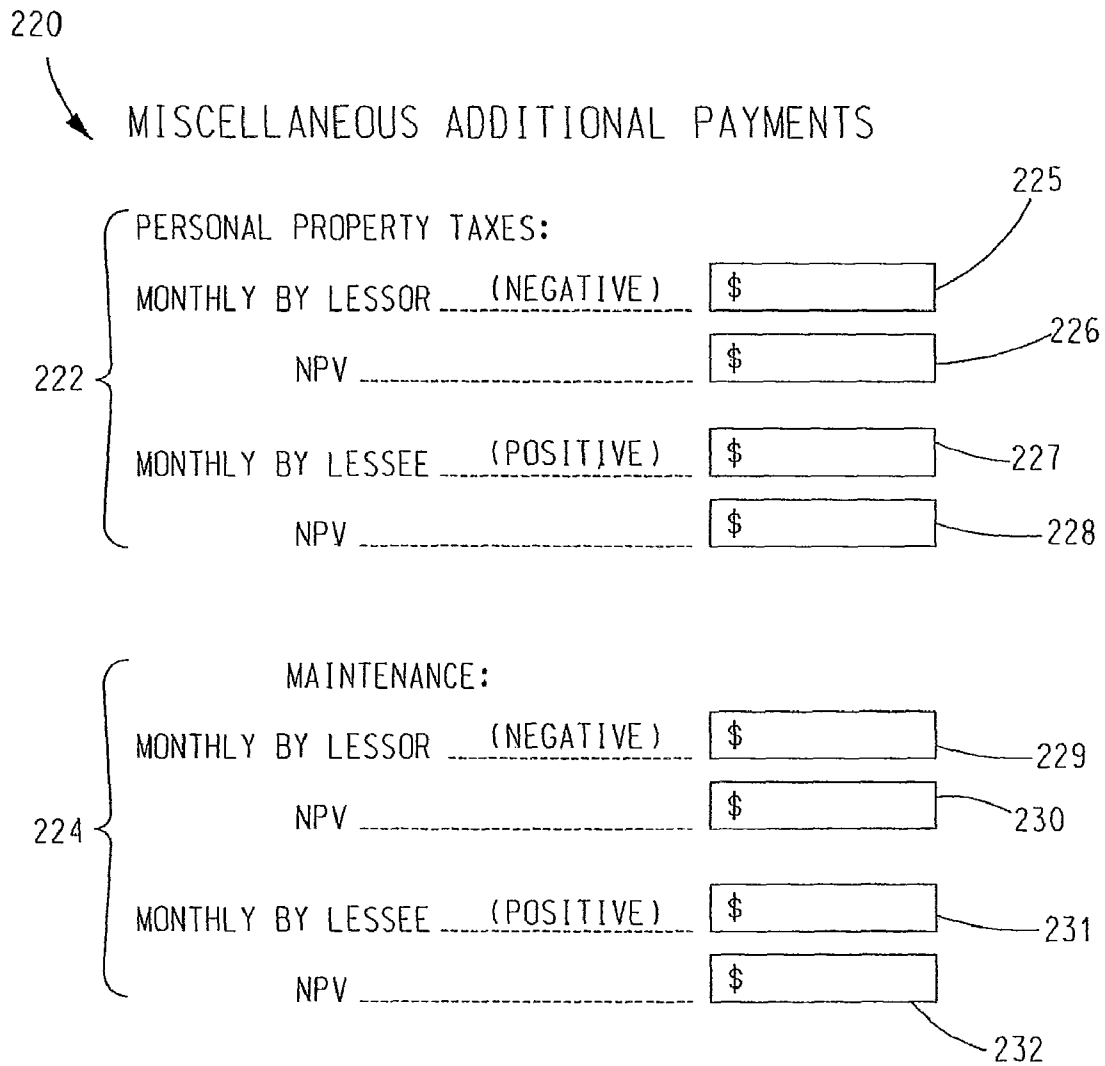 220
MISCELLANEOUS ADDITIONAL PAYMENTS
225
PERSONAL PROPERTY TAXES:
MONTHLY BY LESSOR (NEGATIVE) $
226
NPV $
222
MONTHLY BY LESSEE (POSITIVE) $
227
NPV $
228
MAINTENANCE:
MONTHLY BY LESSOR (NEGATIVE) $
229
NPV $
230
224
MONTHLY BY LESSEE (POSITIVE) $
231
NPV $
232